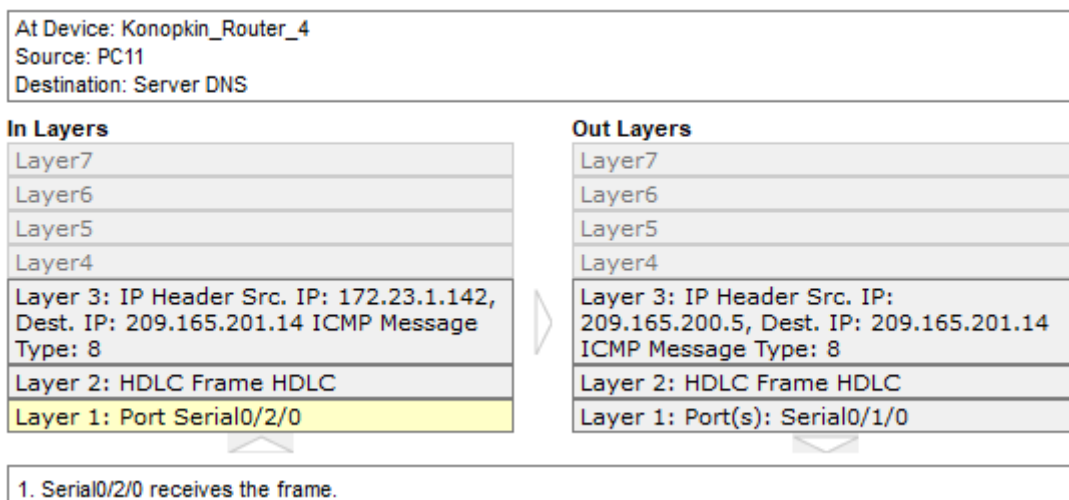 At Device: Konopkin_Router_4
Source: PC11
Destination: Server DNS
In Layers
Layer7
Layer6
Layer5
Layer4
Layer 3: IP Header Src. IP: 172.23.1.142,
Dest. IP: 209.165.201.14 ICMP Message
Type: 8
Layer 2: HDLC Frame HDLC
Layer 1: Port Serial0/2/0
Out Layers
Layer7
Layer6
Layer5
Layer4
Layer 3: IP Header Src. IP:
209.165.200.5, Dest. IP: 209.165.201.14
ICMP Message Type: 8
Layer 2: HDLC Frame HDLC
Layer 1: Port(s): Serial0/1/0
1. Serial0/2/0 receives the frame.